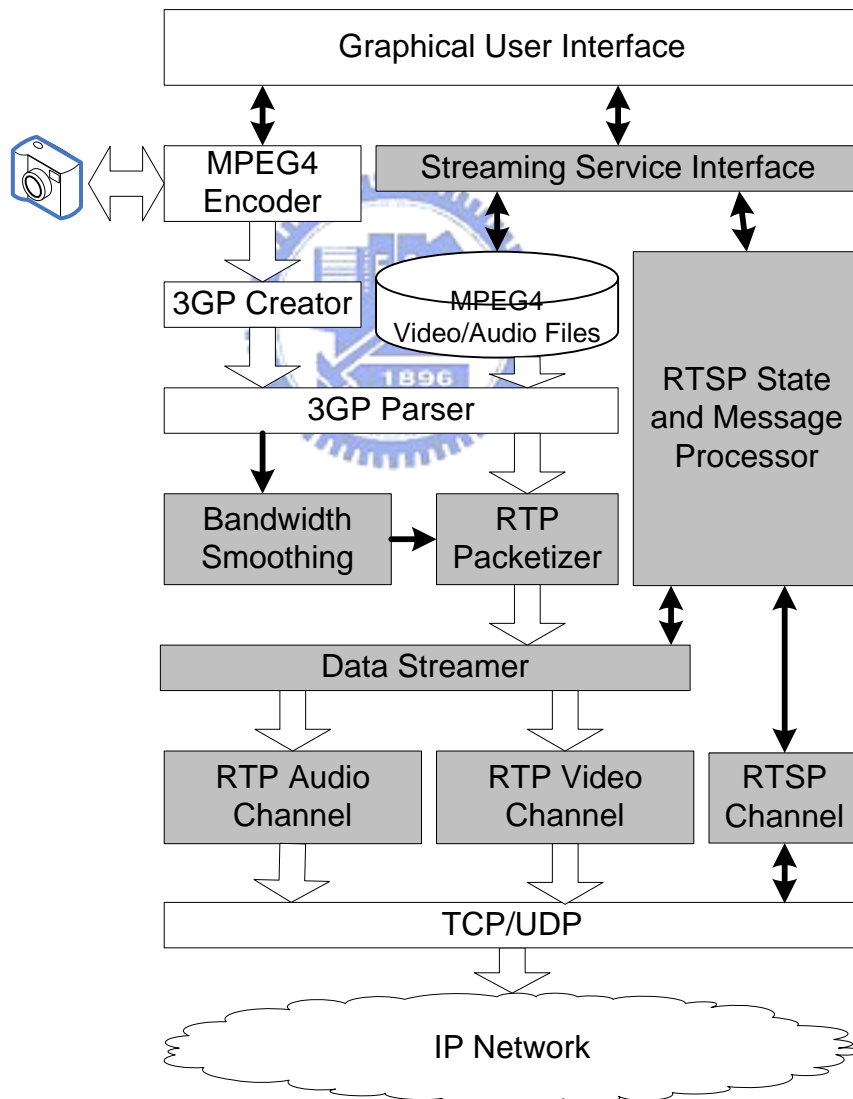 Graphical User Interface
MPEG4
Encoder
Streaming Service Interface
3GP Creator
MPEG4
Video/Audio Files
1896
3GP Parser
RTSP State
and Message
Processor
Bandwidth
Smoothing
RTP
Packetizer
Data Streamer
RTP Audio
Channel
RTP Video
Channel
RTSP
Channel
TCP/UDP
IP Network